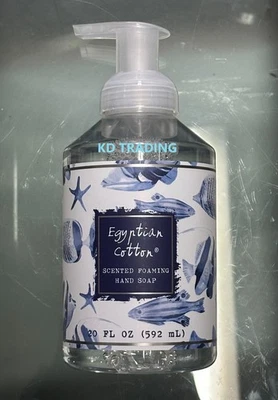 KD TRADING
Egyptian
Cotton®
SCENTED FOAMING
HAND SOAP
20 FL OZ (592 mL)